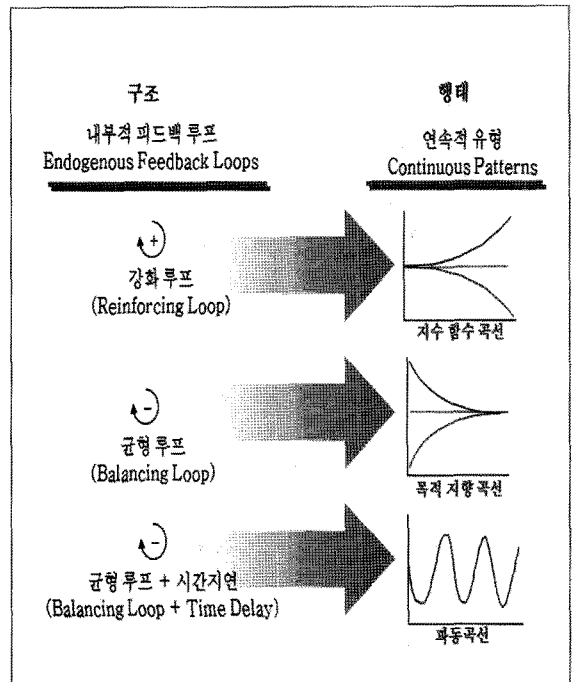 구조
내부적 피드백 루프
Endogenous Feedback Loops
행태
연속적 유형
Continuous Patterns
+
강화 루프
(Reinforcing Loop)
지수 함수 곡선
-
균형 루프
(Balancing Loop)
목적 지향 곡선
-
균형 루프 + 시간지연
(Balancing Loop + Time Delay)
파동곡선